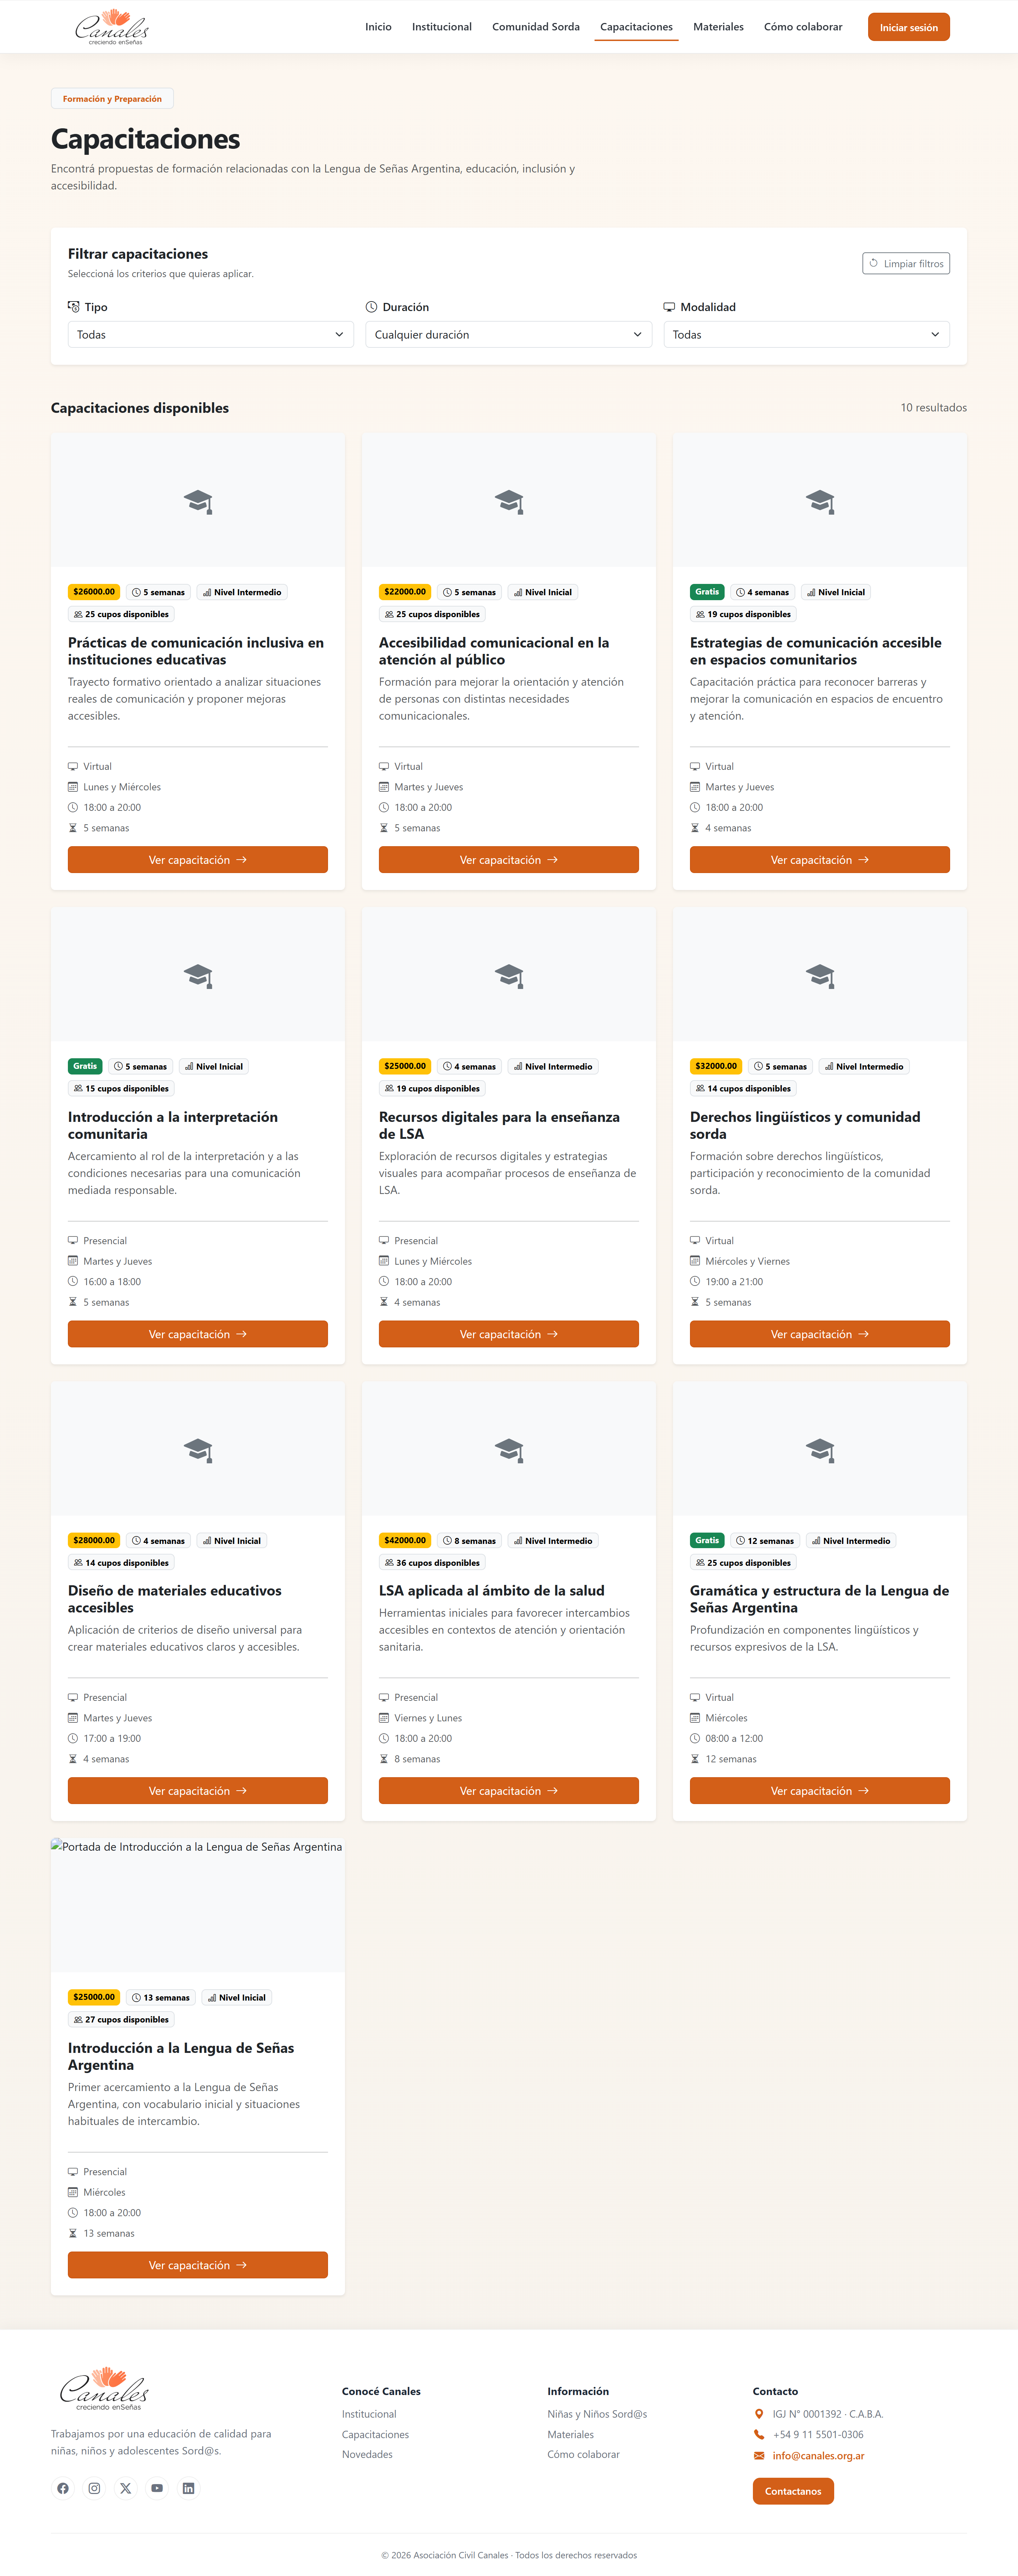 Canales
creciendo enSeñas
Inicio
Institucional
Comunidad Sorda
Capacitaciones
Materiales
Cómo colaborar
Iniciar sesión
Formación y Preparación
Capacitaciones
Encontrá propuestas de formación relacionadas con la Lengua de Señas Argentina, educación, inclusión y
accesibilidad.
Filtrar capacitaciones
Seleccioná los criterios que quieras aplicar.
Limpiar filtros
Tipo
Todas
Duración
Cualquier duración
Modalidad
Todas
Capacitaciones disponibles
10 resultados
$26000.00
5 semanas
Nivel Intermedio
25 cupos disponibles
Prácticas de comunicación inclusiva en
instituciones educativas
Trayecto formativo orientado a analizar situaciones
reales de comunicación y proponer mejoras
accesibles.
Virtual
Lunes y Miércoles
18:00 a 20:00
5 semanas
Ver capacitación
$22000.00
5 semanas
Nivel Inicial
25 cupos disponibles
Accesibilidad comunicacional en la
atención al público
Formación para mejorar la orientación y atención
de personas con distintas necesidades
comunicacionales.
Virtual
Martes y Jueves
18:00 a 20:00
5 semanas
Ver capacitación
Gratis
4 semanas
Nivel Inicial
19 cupos disponibles
Estrategias de comunicación accesible
en espacios comunitarios
Capacitación práctica para reconocer barreras y
mejorar la comunicación en espacios de encuentro
y atención.
Virtual
Martes y Jueves
18:00 a 20:00
4 semanas
Ver capacitación
Gratis
5 semanas
Nivel Inicial
15 cupos disponibles
Introducción a la interpretación
comunitaria
Acercamiento al rol de la interpretación y a las
condiciones necesarias para una comunicación
mediada responsable.
Presencial
Martes y Jueves
16:00 a 18:00
5 semanas
Ver capacitación
$25000.00
4 semanas
Nivel Intermedio
19 cupos disponibles
Recursos digitales para la enseñanza
de LSA
Exploración de recursos digitales y estrategias
visuales para acompañar procesos de enseñanza de
LSA.
Presencial
Lunes y Miércoles
18:00 a 20:00
4 semanas
Ver capacitación
$32000.00
5 semanas
Nivel Intermedio
14 cupos disponibles
Derechos lingüísticos y comunidad
sorda
Formación sobre derechos lingüísticos,
participación y reconocimiento de la comunidad
sorda.
Virtual
Miércoles y Viernes
19:00 a 21:00
5 semanas
Ver capacitación
$28000.00
4 semanas
Nivel Inicial
14 cupos disponibles
Diseño de materiales educativos
accesibles
Aplicación de criterios de diseño universal para
crear materiales educativos claros y accesibles.
Presencial
Martes y Jueves
17:00 a 19:00
4 semanas
Ver capacitación
$42000.00
8 semanas
Nivel Intermedio
36 cupos disponibles
LSA aplicada al ámbito de la salud
Herramientas iniciales para favorecer intercambios
accesibles en contextos de atención y orientación
sanitaria.
Presencial
Viernes y Lunes
18:00 a 20:00
8 semanas
Ver capacitación
Gratis
12 semanas
Nivel Intermedio
25 cupos disponibles
Gramática y estructura de la Lengua de
Señas Argentina
Profundización en componentes lingüísticos y
recursos expresivos de la LSA.
Virtual
Miércoles
08:00 a 12:00
12 semanas
Ver capacitación
Portada de Introducción a la Lengua de Señas Argentina
$25000.00
13 semanas
Nivel Inicial
27 cupos disponibles
Introducción a la Lengua de Señas
Argentina
Primer acercamiento a la Lengua de Señas
Argentina, con vocabulario inicial y situaciones
habituales de intercambio.
Presencial
Miércoles
18:00 a 20:00
13 semanas
Ver capacitación
Canales
creciendo enSeñas
Trabajamos por una educación de calidad para
niñas, niños y adolescentes Sord@s.
Conocé Canales
Institucional
Capacitaciones
Novedades
Información
Niñas y Niños Sord@s
Materiales
Cómo colaborar
Contacto
IGJ N° 0001392 · C.A.B.A.
+54 9 11 5501-0306
info@canales.org.ar
Contactanos
© 2026 Asociación Civil Canales · Todos los derechos reservados